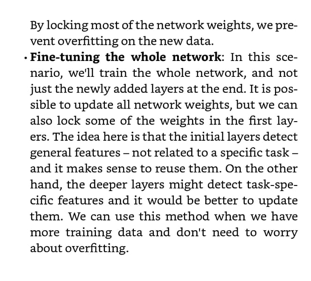 By locking most of the network weights, we pre-
vent overfitting on the new data.
• Fine-tuning the whole network: In this sce-
nario, we'll train the whole network, and not
just the newly added layers at the end. It is pos-
sible to update all network weights, but we can
also lock some of the weights in the first lay-
ers. The idea here is that the initial layers detect
general features – not related to a specific task –
and it makes sense to reuse them. On the other
hand, the deeper layers might detect task-spe-
cific features and it would be better to update
them. We can use this method when we have
more training data and don't need to worry
about overfitting.